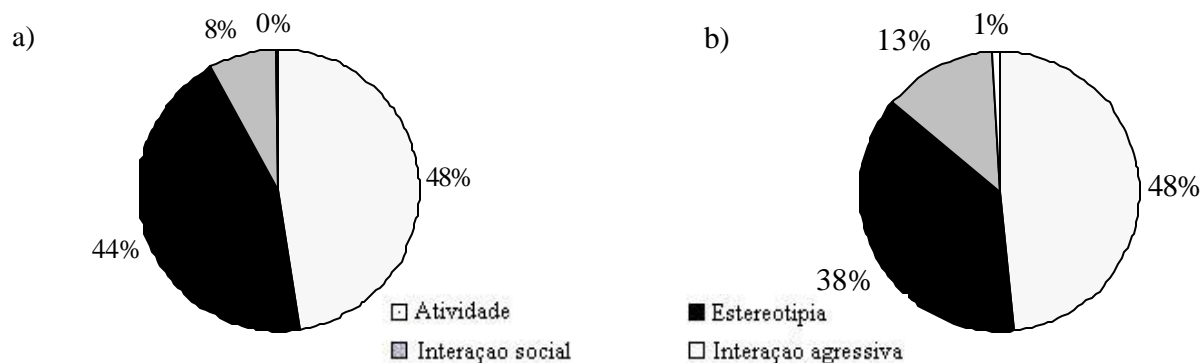 a)
8%
0%
48%
44%
b)
13%
1%
48%
38%
Atividade
Estereotipia
Interaçao social
Interaçao agressiva